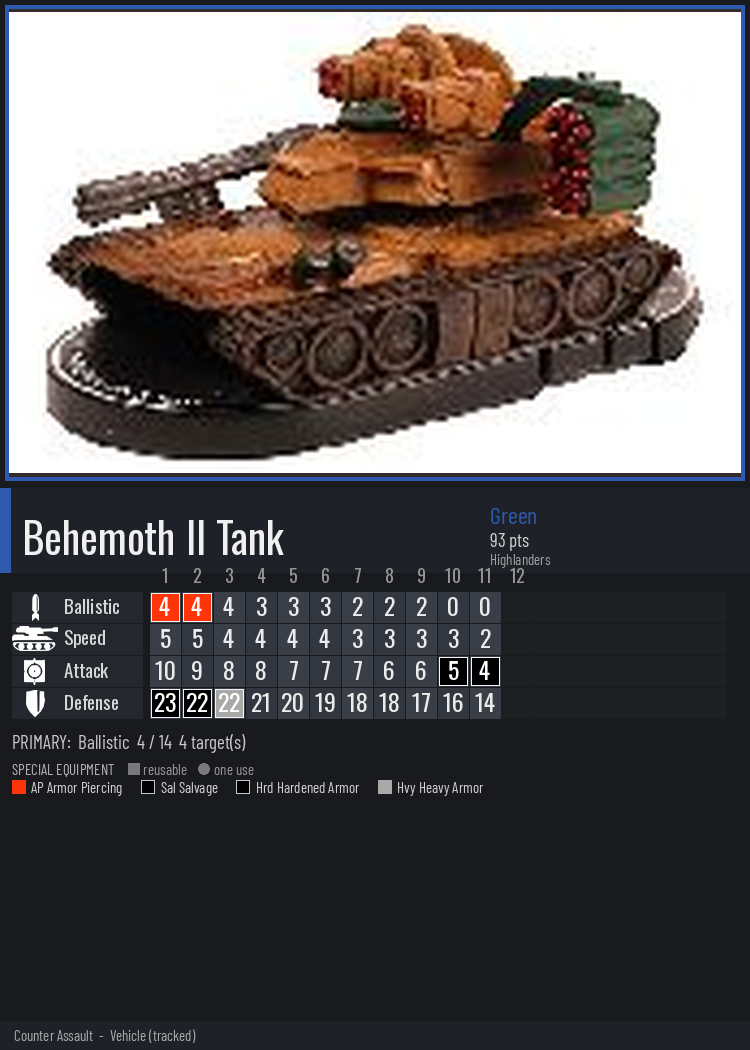 Behemoth II Tank
Green
93 pts
Highlanders
1 2 3 4 5 6 7 8 9 10 11 12
Ballistic 4 4 4 3 3 3 2 2 2 0 0
Speed 5 5 4 4 4 4 3 3 3 3 2
Attack 10 9 8 8 7 7 7 6 6 5 4
Defense 23 22 22 21 20 19 18 18 17 16 14
PRIMARY: Ballistic 4 / 14 4 target(s)
SPECIAL EQUIPMENT reusable one use
AP Armor Piercing Sal Salvage Hrd Hardened Armor Hvy Heavy Armor
Counter Assault - Vehicle (tracked)